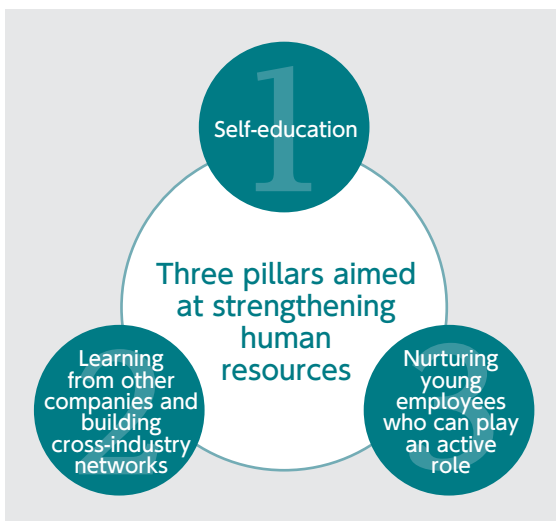 1
Self-education
Three pillars aimed
at strengthening
human
resources
2
Learning
from other
companies and
building
cross-industry
networks
3
Nurturing
young
employees
who can play
an active
role